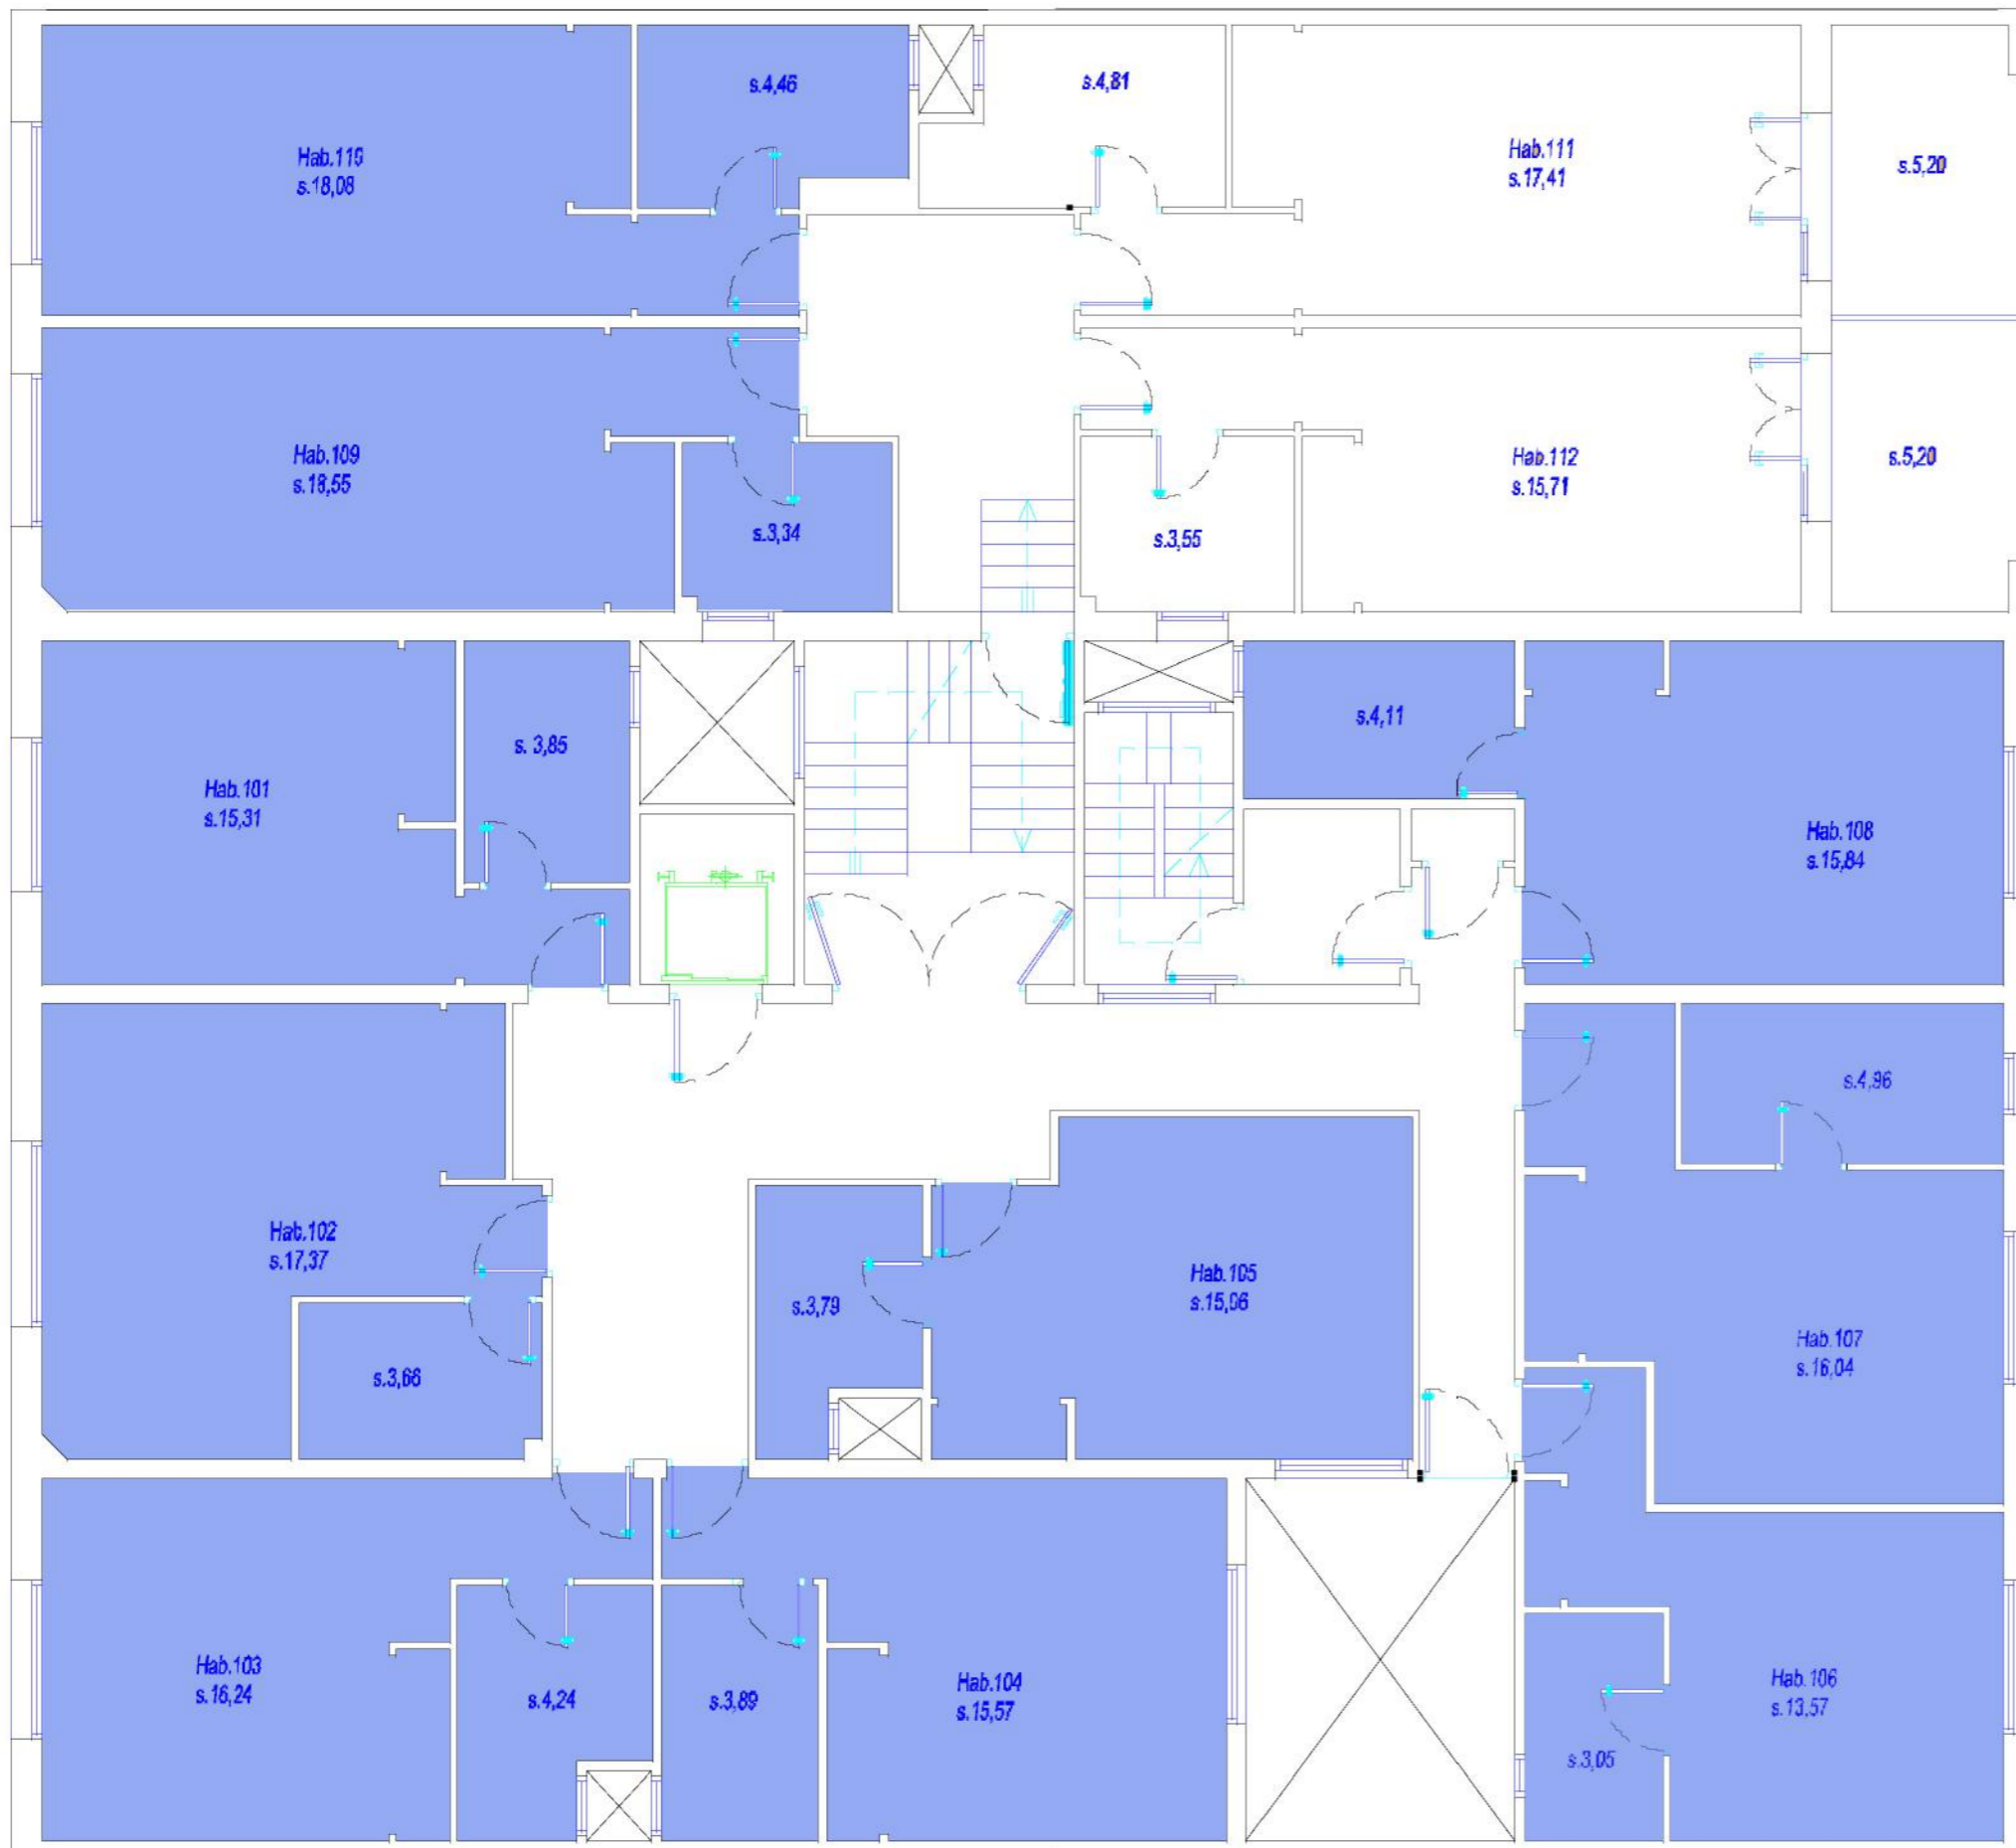 s.4,46
s.4,81
Hab.110
s.18,08
Hab.111
s.17,41
s.5,20
Hab.109
s.18,55
s.3,34
s.3,55
Hab.112
s.15,71
s.5,20
Hab.101
s.15,31
s. 3,85
s.4,11
Hab.108
s.15,84
s.4,96
Hab.102
s.17,37
s.3,66
s.3,79
Hab.105
s.15,06
Hab.107
s.16,04
Hab.103
s.16,24
s.4,24
s.3,89
Hab.104
s.15,57
Hab.106
s.13,57
s.3,05